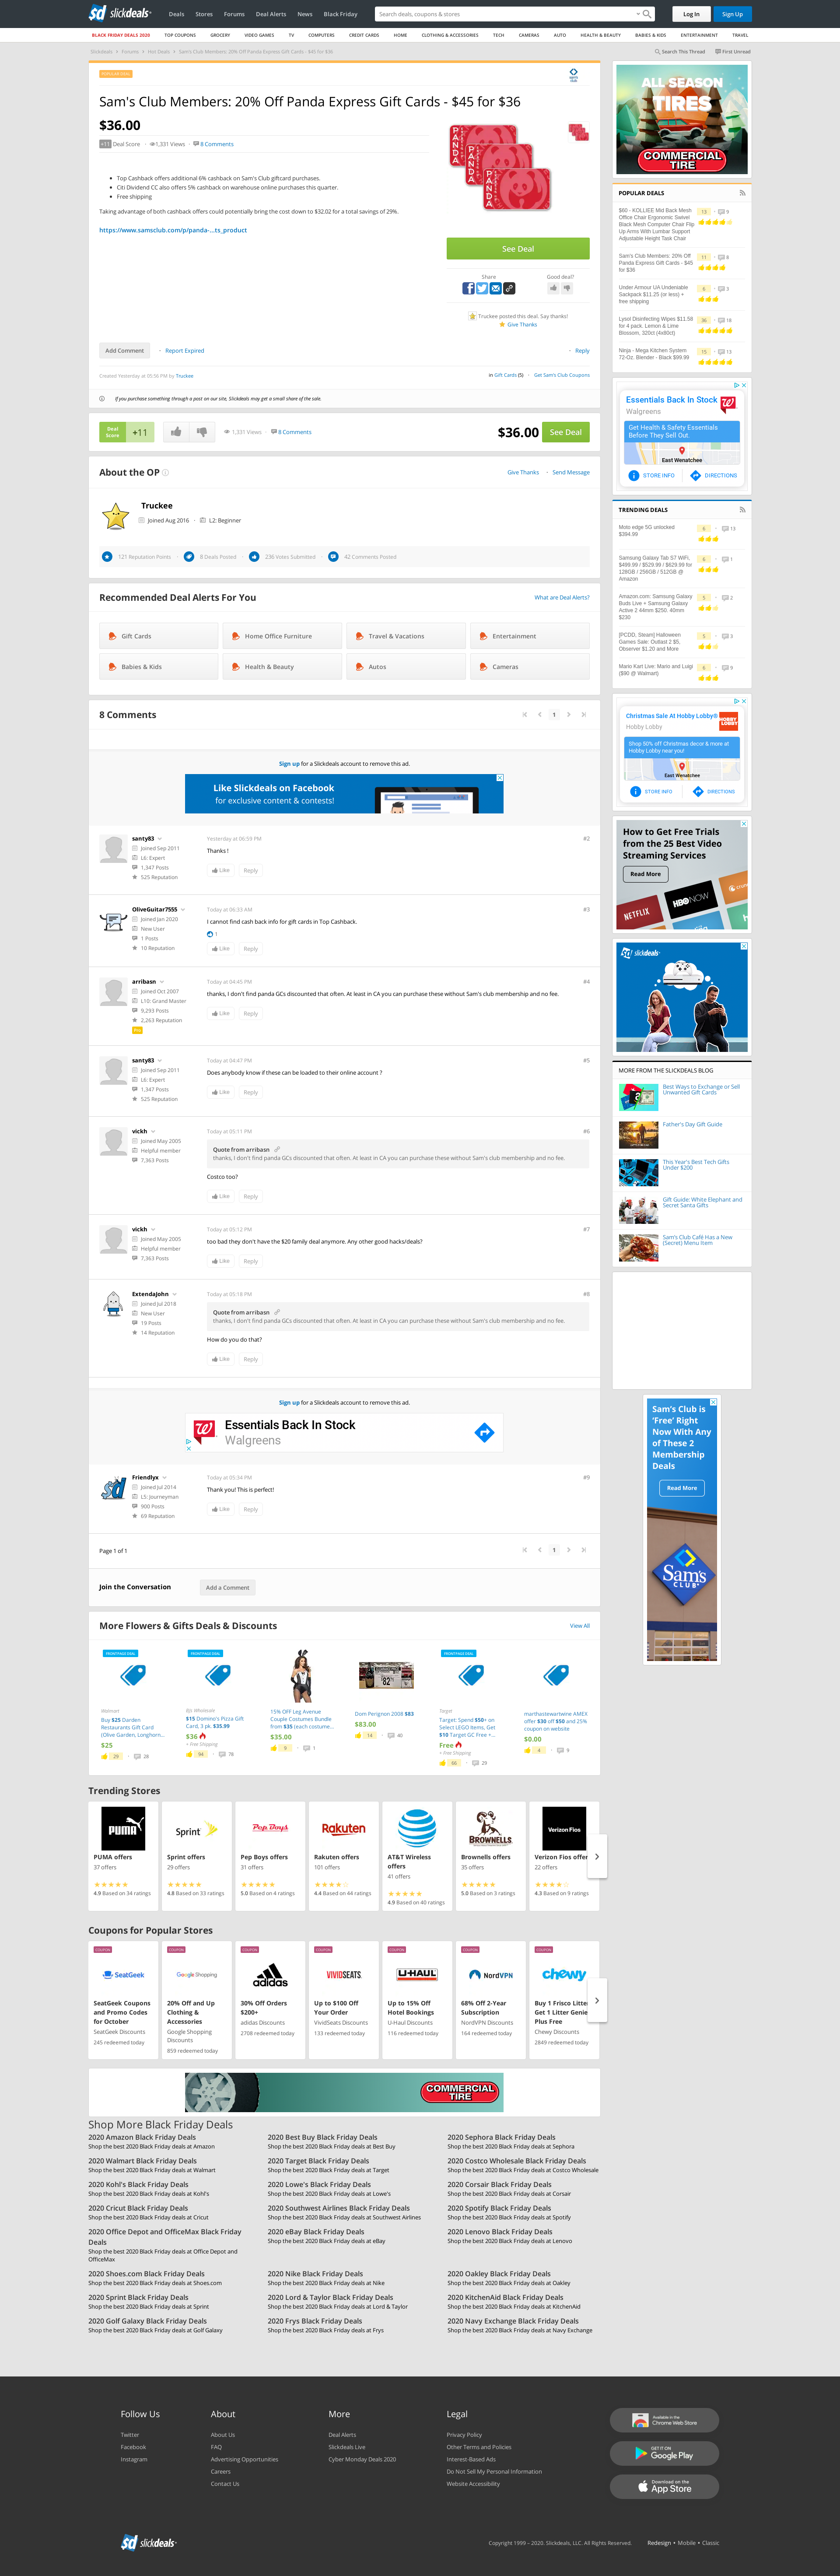 slickdeals
Deals Stores Forums Deal Alerts News Black Friday
Search deals, coupons & stores
Log In Sign Up
BLACK FRIDAY DEALS 2020 TOP COUPONS GROCERY VIDEO GAMES TV COMPUTERS CREDIT CARDS HOME CLOTHING & ACCESSORIES TECH CAMERAS AUTO HEALTH & BEAUTY BABIES & KIDS ENTERTAINMENT TRAVEL
Slickdeals Forums Hot Deals Sam's Club Members: 20% Off Panda Express Gift Cards - $45 for $36
Search This Thread First Unread
POPULAR DEAL
Sam's Club Members: 20% Off Panda Express Gift Cards - $45 for $36
$36.00
+11 Deal Score 1,331 Views 8 Comments
Top Cashback offers additional 6% cashback on Sam's Club giftcard purchases.
Citi Dividend CC also offers 5% cashback on warehouse online purchases this quarter.
Free shipping
Taking advantage of both cashback offers could potentially bring the cost down to $32.02 for a total savings of 29%.
https://www.samsclub.com/p/panda-...ts_product
PANDA
PANDA
PANDA
See Deal
Share
Good deal?
Truckee posted this deal. Say thanks!
Give Thanks
Add Comment Report Expired Reply
Created Yesterday at 05:56 PM by Truckee
in Gift Cards (5) Get Sam's Club Coupons
If you purchase something through a post on our site, Slickdeals may get a small share of the sale.
Deal Score +11 1,331 Views 8 Comments $36.00 See Deal
About the OP
Give Thanks Send Message
Truckee
Joined Aug 2016 L2: Beginner
121 Reputation Points 8 Deals Posted 236 Votes Submitted 42 Comments Posted
Recommended Deal Alerts For You
What are Deal Alerts?
Gift Cards Home Office Furniture Travel & Vacations Entertainment
Babies & Kids Health & Beauty Autos Cameras
8 Comments
1
Sign up for a Slickdeals account to remove this ad.
Like Slickdeals on Facebook
for exclusive content & contests!
santy83
Joined Sep 2011
L6: Expert
1,347 Posts
525 Reputation
Yesterday at 06:59 PM
#2
Thanks !
Like Reply
OliveGuitar7555
Joined Jan 2020
New User
1 Posts
10 Reputation
Today at 06:33 AM
#3
I cannot find cash back info for gift cards in Top Cashback.
1
Like Reply
arribasn
Joined Oct 2007
L10: Grand Master
9,293 Posts
2,263 Reputation
Pro
Today at 04:45 PM
#4
thanks, I don't find panda GCs discounted that often. At least in CA you can purchase these without Sam's club membership and no fee.
Like Reply
santy83
Joined Sep 2011
L6: Expert
1,347 Posts
525 Reputation
Today at 04:47 PM
#5
Does anybody know if these can be loaded to their online account ?
Like Reply
vickh
Joined May 2005
Helpful member
7,363 Posts
Today at 05:11 PM
#6
Quote from arribasn
thanks, I don't find panda GCs discounted that often. At least in CA you can purchase these without Sam's club membership and no fee.
Costco too?
Like Reply
vickh
Joined May 2005
Helpful member
7,363 Posts
Today at 05:12 PM
#7
too bad they don't have the $20 family deal anymore. Any other good hacks/deals?
Like Reply
ExtendaJohn
Joined Jul 2018
New User
19 Posts
14 Reputation
Today at 05:18 PM
#8
Quote from arribasn
thanks, I don't find panda GCs discounted that often. At least in CA you can purchase these without Sam's club membership and no fee.
How do you do that?
Like Reply
Sign up for a Slickdeals account to remove this ad.
Essentials Back In Stock
Walgreens
Friendlyx
Joined Jul 2014
L5: Journeyman
900 Posts
69 Reputation
Today at 05:34 PM
#9
Thank you! This is perfect!
Like Reply
Page 1 of 1
1
Join the Conversation Add a Comment
More Flowers & Gifts Deals & Discounts
View All
FRONTPAGE DEAL
Walmart
Buy $25 Darden
Restaurants Gift Card
(Olive Garden, Longhorn...
$25
29 28
FRONTPAGE DEAL
BJs Wholesale
$15 Domino's Pizza Gift
Card, 3 pk. $35.99
$36
+ Free Shipping
94 78
15% OFF Leg Avenue
Couple Costumes Bundle
from $35 (each costume...
$35.00
1
Dom Perignon 2008 $83
$83.00
14 40
FRONTPAGE DEAL
Target
Target: Spend $50+ on
Select LEGO Items, Get
$10 Target GC Free +...
Free
+ Free Shipping
66 29
marthastewartwine AMEX
offer $30 off $50 and 25%
coupon on website
$0.00
4 9
Trending Stores
PUMA
PUMA offers
37 offers
4.9 Based on 34 ratings
Sprint
Sprint offers
29 offers
4.8 Based on 33 ratings
Pep Boys
Pep Boys offers
31 offers
5.0 Based on 4 ratings
Rakuten
Rakuten offers
101 offers
4.4 Based on 44 ratings
AT&T Wireless
offers
41 offers
4.9 Based on 40 ratings
BROWNELLS
Brownells offers
35 offers
5.0 Based on 3 ratings
Verizon Fios
Verizon Fios offer
22 offers
4.3 Based on 9 ratings
Coupons for Popular Stores
COUPON
SeatGeek
SeatGeek Coupons
and Promo Codes
for October
SeatGeek Discounts
245 redeemed today
COUPON
Google Shopping
20% Off and Up
Clothing &
Accessories
Google Shopping
Discounts
859 redeemed today
COUPON
adidas
30% Off Orders
$200+
adidas Discounts
2708 redeemed today
COUPON
VIVIDSEATS
Up to $100 Off
Your Order
VividSeats Discounts
133 redeemed today
COUPON
U-HAUL
Up to 15% Off
Hotel Bookings
U-Haul Discounts
116 redeemed today
COUPON
NordVPN
68% Off 2-Year
Subscription
NordVPN Discounts
164 redeemed today
COUPON
chewy
Buy 1 Frisco Litter
Get 1 Litter Genie
Plus Free
Chewy Discounts
2849 redeemed today
COMMERCIAL TIRE
Shop More Black Friday Deals
2020 Amazon Black Friday Deals
Shop the best 2020 Black Friday deals at Amazon
2020 Best Buy Black Friday Deals
Shop the best 2020 Black Friday deals at Best Buy
2020 Sephora Black Friday Deals
Shop the best 2020 Black Friday deals at Sephora
2020 Walmart Black Friday Deals
Shop the best 2020 Black Friday deals at Walmart
2020 Target Black Friday Deals
Shop the best 2020 Black Friday deals at Target
2020 Costco Wholesale Black Friday Deals
Shop the best 2020 Black Friday deals at Costco Wholesale
2020 Kohl's Black Friday Deals
Shop the best 2020 Black Friday deals at Kohl's
2020 Lowe's Black Friday Deals
Shop the best 2020 Black Friday deals at Lowe's
2020 Corsair Black Friday Deals
Shop the best 2020 Black Friday deals at Corsair
2020 Cricut Black Friday Deals
Shop the best 2020 Black Friday deals at Cricut
2020 Southwest Airlines Black Friday Deals
Shop the best 2020 Black Friday deals at Southwest Airlines
2020 Spotify Black Friday Deals
Shop the best 2020 Black Friday deals at Spotify
2020 Office Depot and OfficeMax Black Friday
Deals
Shop the best 2020 Black Friday deals at Office Depot and
OfficeMax
2020 eBay Black Friday Deals
Shop the best 2020 Black Friday deals at eBay
2020 Lenovo Black Friday Deals
Shop the best 2020 Black Friday deals at Lenovo
2020 Shoes.com Black Friday Deals
Shop the best 2020 Black Friday deals at Shoes.com
2020 Nike Black Friday Deals
Shop the best 2020 Black Friday deals at Nike
2020 Oakley Black Friday Deals
Shop the best 2020 Black Friday deals at Oakley
2020 Sprint Black Friday Deals
Shop the best 2020 Black Friday deals at Sprint
2020 Lord & Taylor Black Friday Deals
Shop the best 2020 Black Friday deals at Lord & Taylor
2020 KitchenAid Black Friday Deals
Shop the best 2020 Black Friday deals at KitchenAid
2020 Golf Galaxy Black Friday Deals
Shop the best 2020 Black Friday deals at Golf Galaxy
2020 Frys Black Friday Deals
Shop the best 2020 Black Friday deals at Frys
2020 Navy Exchange Black Friday Deals
Shop the best 2020 Black Friday deals at Navy Exchange
ALL SEASON
TIRES
COMMERCIAL TIRE
POPULAR DEALS
$60 - KOLLIEE Mid Back Mesh
Office Chair Ergonomic Swivel
Black Mesh Computer Chair Flip
Up Arms With Lumbar Support
Adjustable Height Task Chair
13 9
Sam's Club Members: 20% Off
Panda Express Gift Cards - $45
for $36
11 8
Under Armour UA Undeniable
Sackpack $11.25 (or less) +
free shipping
6 3
Lysol Disinfecting Wipes $11.58
for 4 pack. Lemon & Lime
Blossom, 320ct (4x80ct)
36 18
Ninja - Mega Kitchen System
72-Oz. Blender - Black $99.99
15 13
Essentials Back In Stock
Walgreens
Get Health & Safety Essentials
Before They Sell Out.
East Wenatchee
STORE INFO DIRECTIONS
TRENDING DEALS
Moto edge 5G unlocked
$394.99
6 13
Samsung Galaxy Tab S7 WiFi,
$499.99 / $529.99 / $629.99 for
128GB / 256GB / 512GB @
Amazon
6 1
Amazon.com: Samsung Galaxy
Buds Live + Samsung Galaxy
Active 2 44mm $250. 40mm
$230
5 2
[PCDD, Steam] Halloween
Games Sale: Outlast 2 $5,
Observer $1.20 and More
5 3
Mario Kart Live: Mario and Luigi
($90 @ Walmart)
6 9
Christmas Sale At Hobby Lobby®
Hobby Lobby
HOBBY LOBBY
Shop 50% off Christmas decor & more at
Hobby Lobby near you!
East Wenatchee
STORE INFO DIRECTIONS
How to Get Free Trials
from the 25 Best Video
Streaming Services
Read More
NETFLIX HBO NOW
slickdeals
MORE FROM THE SLICKDEALS BLOG
Best Ways to Exchange or Sell
Unwanted Gift Cards
Father's Day Gift Guide
This Year's Best Tech Gifts
Under $200
Gift Guide: White Elephant and
Secret Santa Gifts
Sam's Club Café Has a New
(Secret) Menu Item
Sam's Club is
'Free' Right
Now With Any
of These 2
Membership
Deals
Read More
Sam's
CLUB
Follow Us
Twitter
Facebook
Instagram
About
About Us
FAQ
Advertising Opportunities
Careers
Contact Us
More
Deal Alerts
Slickdeals Live
Cyber Monday Deals 2020
Legal
Privacy Policy
Other Terms and Policies
Interest-Based Ads
Do Not Sell My Personal Information
Website Accessibility
Available in the
Chrome Web Store
GET IT ON
Google Play
Download on the
App Store
slickdeals
Copyright 1999 – 2020. Slickdeals, LLC. All Rights Reserved. Redesign • Mobile • Classic